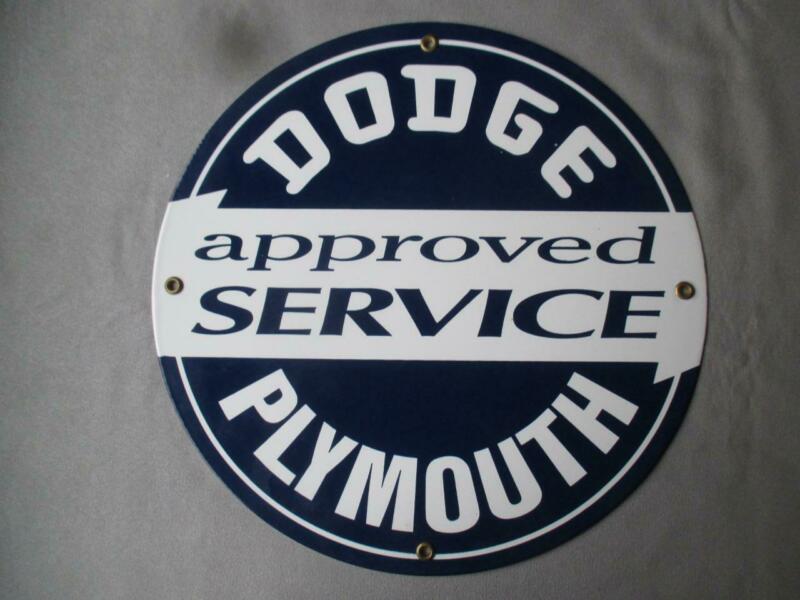 DODGE
approved
SERVICE
PLYMOUTH